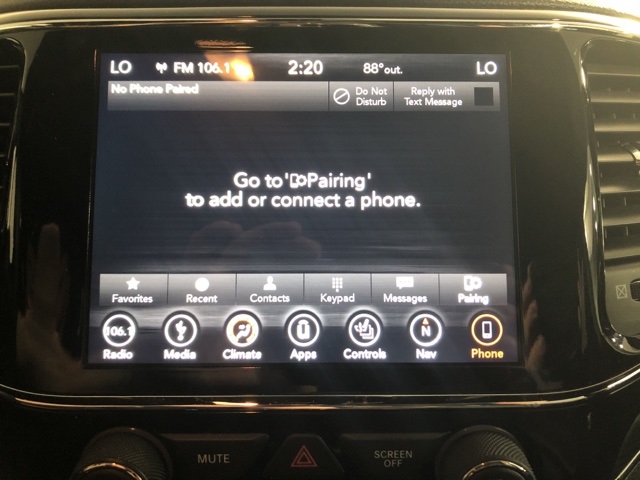 LO FM 106.1 2:20 88° out. LO
No Phone Paired
Do Not
Disturb
Reply with
Text Message
Go to 'Pairing'
to add or connect a phone.
Favorites Recent Contacts Keypad Messages Pairing
106.1 N
Radio Media Climate Apps Controls Nav Phone
MUTE
SCREEN
OFF